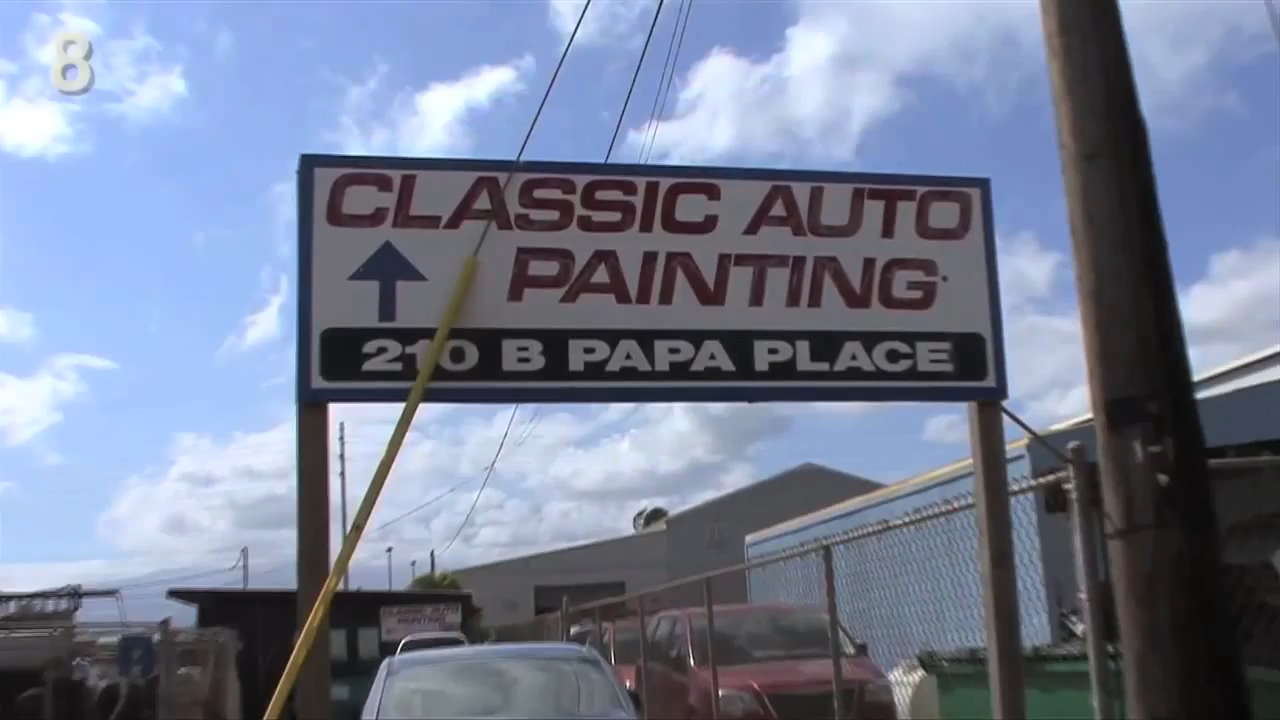 8
CLASSIC AUTO
PAINTING
210 B PAPA PLACE
CLASSIC AUTO
PAINTING